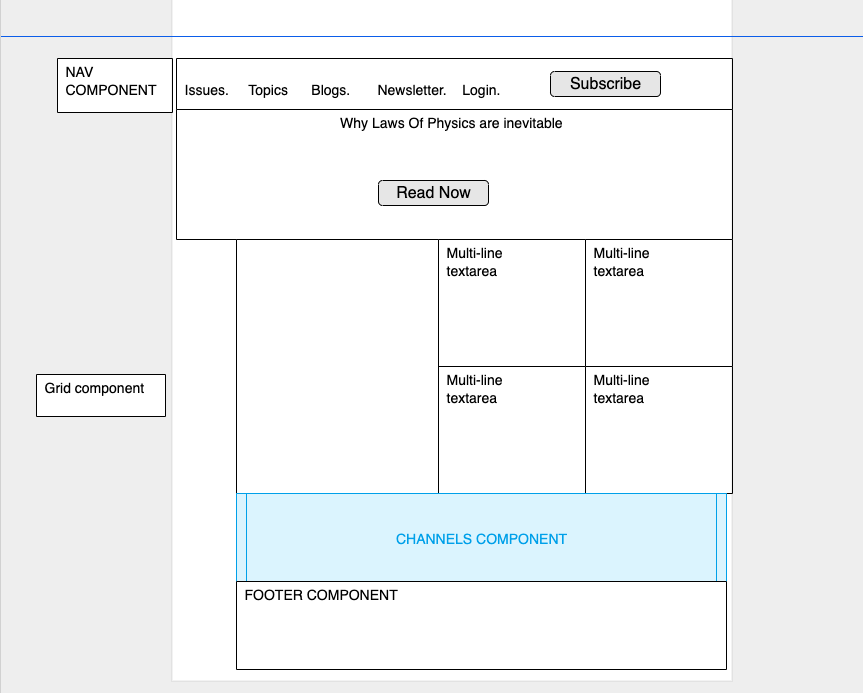 NAV
COMPONENT
Issues. Topics Blogs. Newsletter. Login. Subscribe
Why Laws Of Physics are inevitable
Read Now
Multi-line
textarea
Multi-line
textarea
Grid component
Multi-line
textarea
Multi-line
textarea
CHANNELS COMPONENT
FOOTER COMPONENT